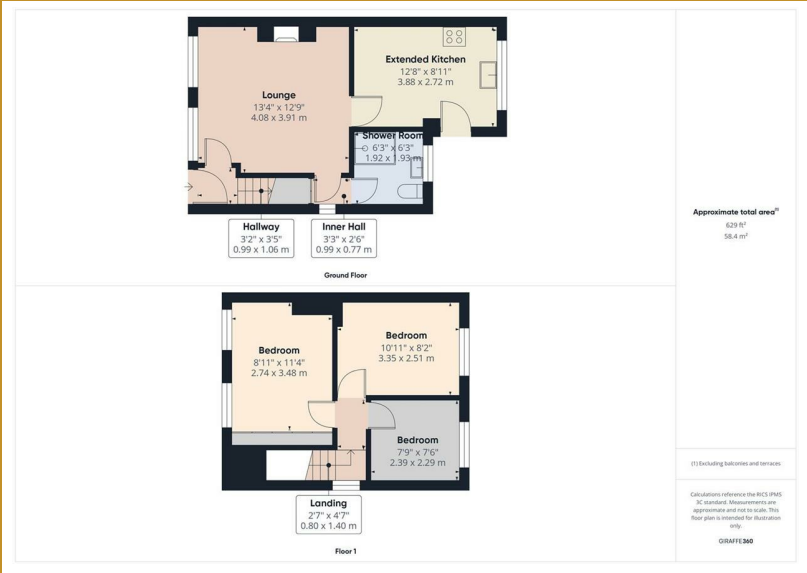 Extended Kitchen
12'8" x 8'11"
3.88 x 2.72 m
Lounge
13'4" x 12'9"
4.08 x 3.91 m
Shower Room
6'3" x 6'3"
1.92 x 1.93 m
Hallway
3'2" x 3'5"
0.99 x 1.06 m
Inner Hall
3'3" x 2'6"
0.99 x 0.77 m
Ground Floor
Bedroom
8'11" x 11'4"
2.74 x 3.48 m
Bedroom
10'11" x 8'2"
3.35 x 2.51 m
Bedroom
7'9" x 7'6"
2.39 x 2.29 m
Landing
2'7" x 4'7"
0.80 x 1.40 m
Floor 1
Approximate total area⁽¹⁾
629 ft²
58.4 m²
(1) Excluding balconies and terraces
Calculations reference the RICS IPMS
3C standard. Measurements are
approximate and not to scale. This
floor plan is intended for illustration
only.
GIRAFFE360